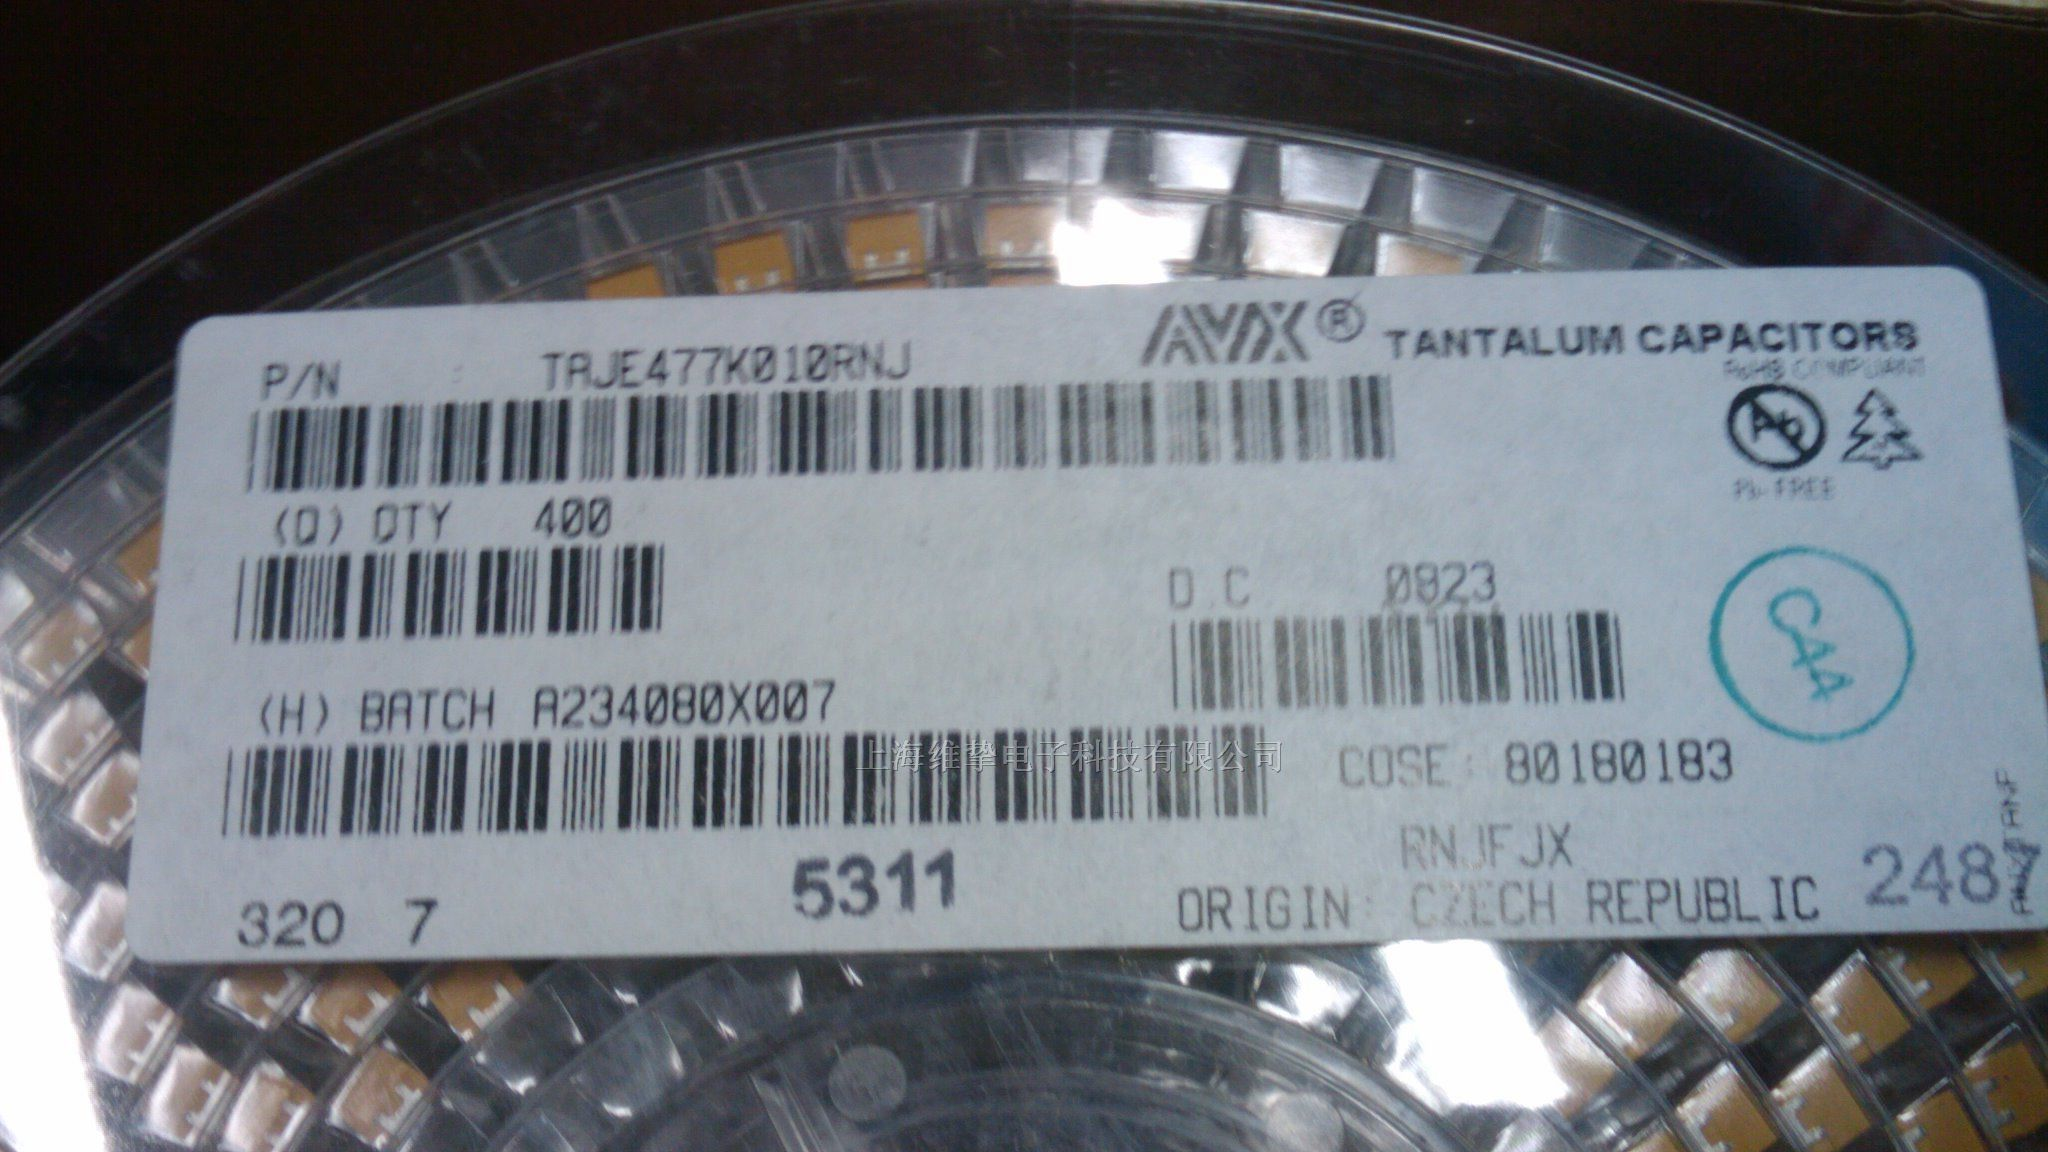 AVX® TANTALUM CAPACITORS
P/N : TAJE477K010RNJ
RoHS COMPLIANT
Pb
Pb-FREE
(Q) QTY 400
D.C 0823
CAA
(H) BATCH A234080X007
上海维挚电子科技有限公司
COSE: 80180183
RNJFJX
320 7
5311
ORIGIN: CZECH REPUBLIC
2487